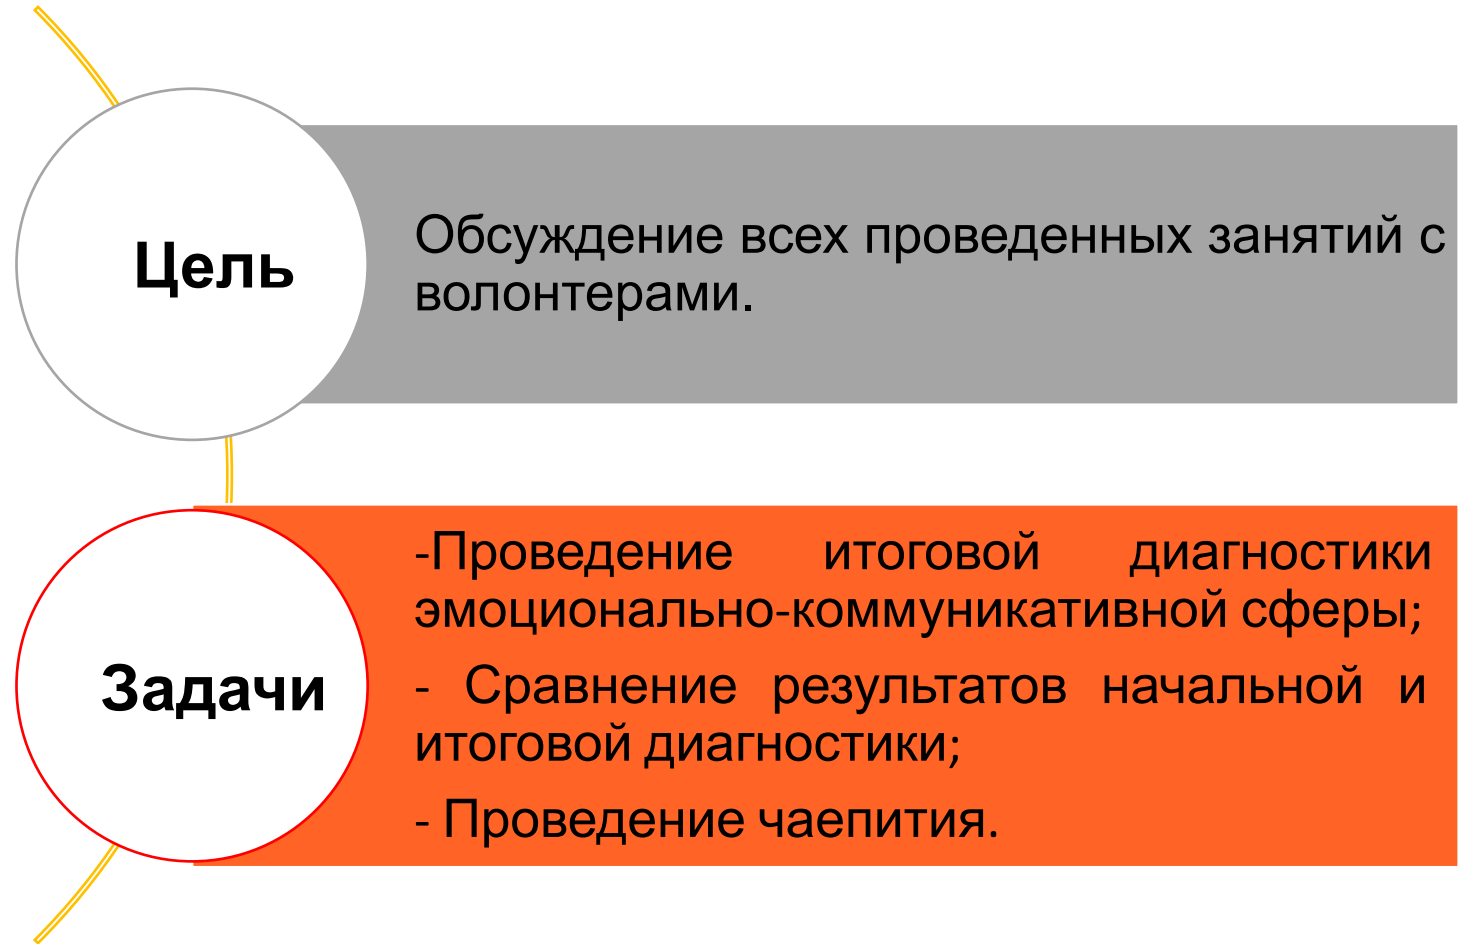 Цель
Обсуждение всех проведенных занятий с
волонтерами.
Задачи
-Проведение итоговой диагностики
эмоционально-коммуникативной сферы;
- Сравнение результатов начальной и
итоговой диагностики;
- Проведение чаепития.